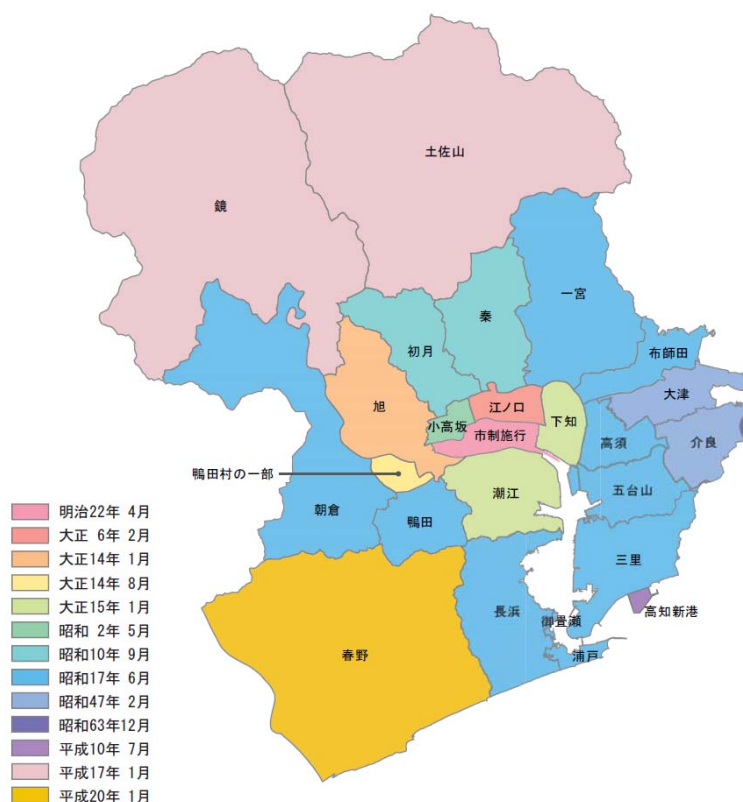 土佐山
鏡
一宮
秦
初月
布師田
大津
旭
江ノ口
下知
小高坂
市制施行
高須
介良
鴨田村の一部
五台山
潮江
朝倉
鴨田
三里
長浜
御畳瀬
高知新港
浦戸
春野
明治22年 4月
大正 6年 2月
大正14年 1月
大正14年 8月
大正15年 1月
昭和 2年 5月
昭和10年 9月
昭和17年 6月
昭和47年 2月
昭和63年12月
平成10年 7月
平成17年 1月
平成20年 1月